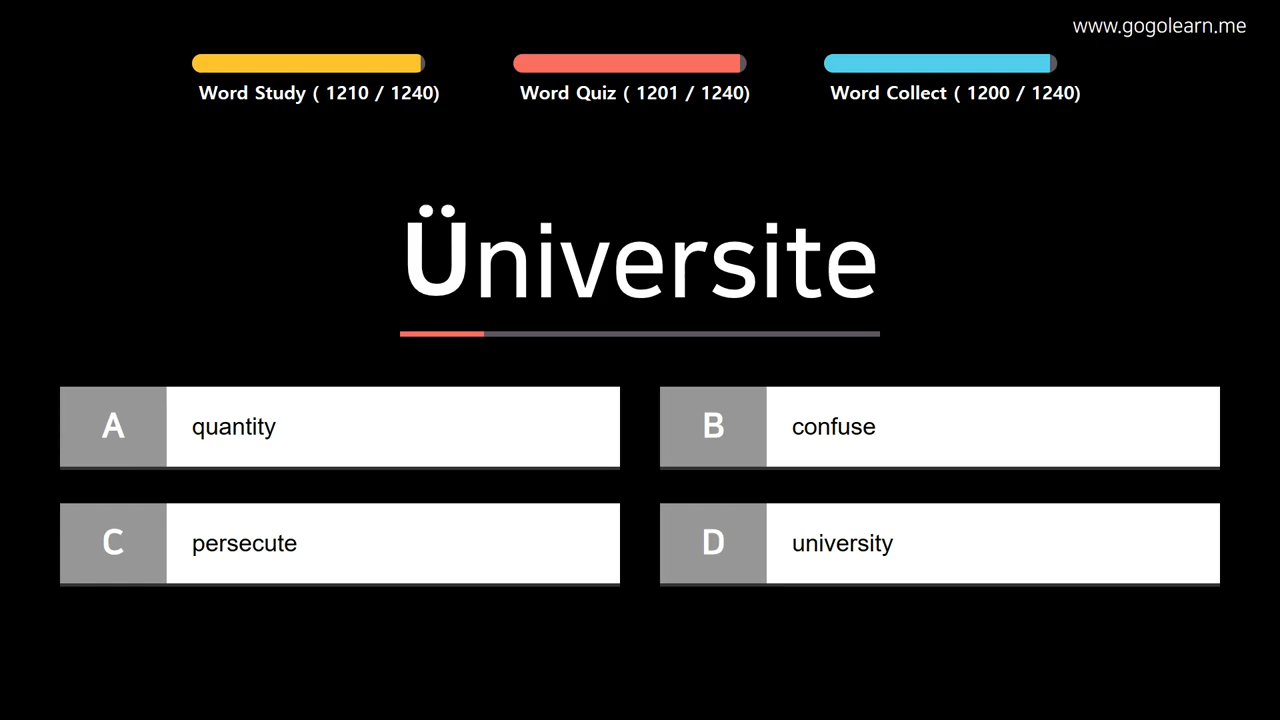 www.gogolearn.me
Word Study ( 1210 / 1240)
Word Quiz ( 1201 / 1240)
Word Collect ( 1200 / 1240)
Üniversite
A quantity
B confuse
C persecute
D university